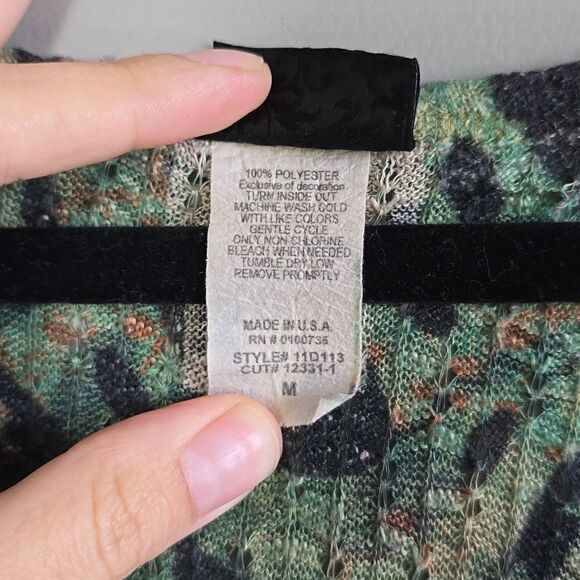 100% POLYESTER
Exclusive of decoration
TURN INSIDE OUT
MACHINE WASH COLD
WITH LIKE COLORS
GENTLE CYCLE
ONLY NON-CHLORINE
BLEACH WHEN NEEDED
TUMBLE DRY LOW
REMOVE PROMPTLY
MADE IN U.S.A.
RN # 0100735
STYLE# 11D113
CUT# 12331-1
M